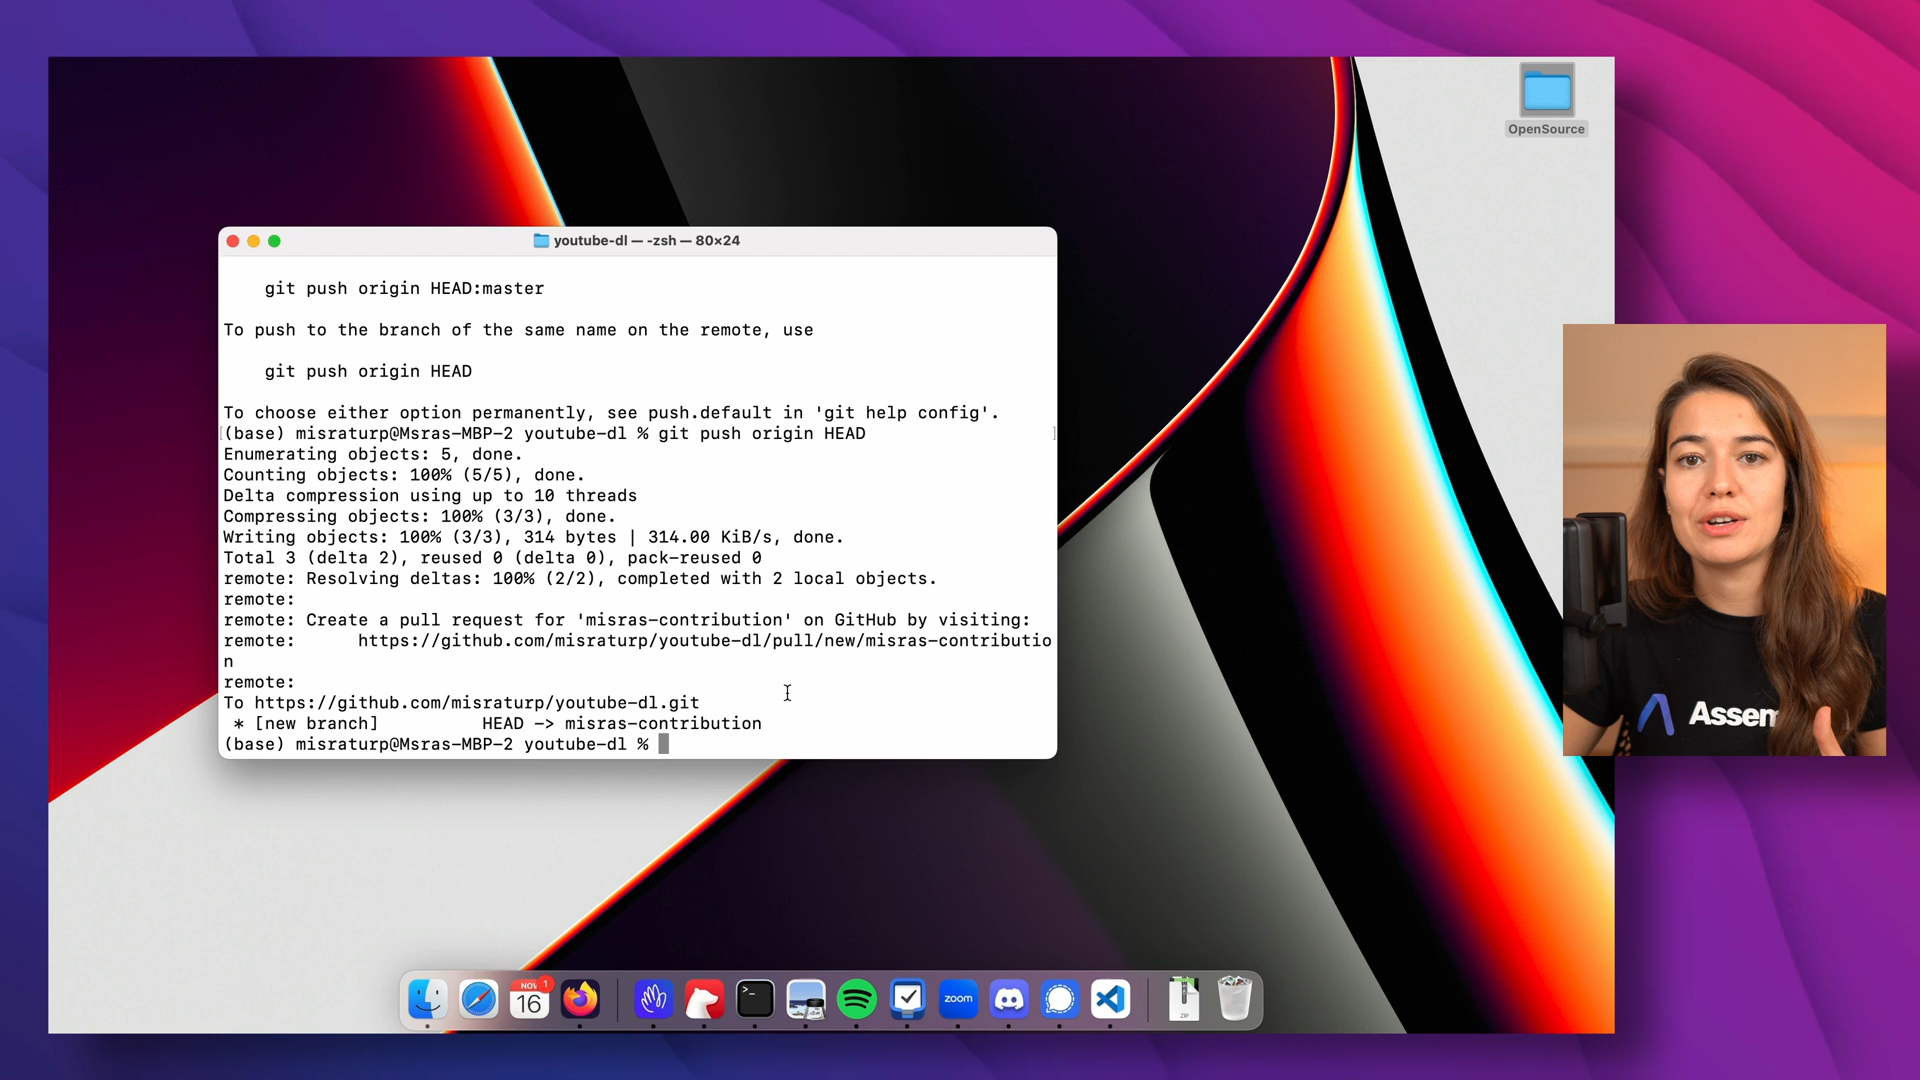 OpenSource
youtube-dl — -zsh — 80×24
git push origin HEAD:master
To push to the branch of the same name on the remote, use
git push origin HEAD
To choose either option permanently, see push.default in 'git help config'.
[(base) misraturp@Msras-MBP-2 youtube-dl % git push origin HEAD ]
Enumerating objects: 5, done.
Counting objects: 100% (5/5), done.
Delta compression using up to 10 threads
Compressing objects: 100% (3/3), done.
Writing objects: 100% (3/3), 314 bytes | 314.00 KiB/s, done.
Total 3 (delta 2), reused 0 (delta 0), pack-reused 0
remote: Resolving deltas: 100% (2/2), completed with 2 local objects.
remote:
remote: Create a pull request for 'misras-contribution' on GitHub by visiting:
remote:      https://github.com/misraturp/youtube-dl/pull/new/misras-contributio
n
remote:
To https://github.com/misraturp/youtube-dl.git
* [new branch]          HEAD -> misras-contribution
(base) misraturp@Msras-MBP-2 youtube-dl %
Assem
NOV
1
16
>_
zoom
ZIP